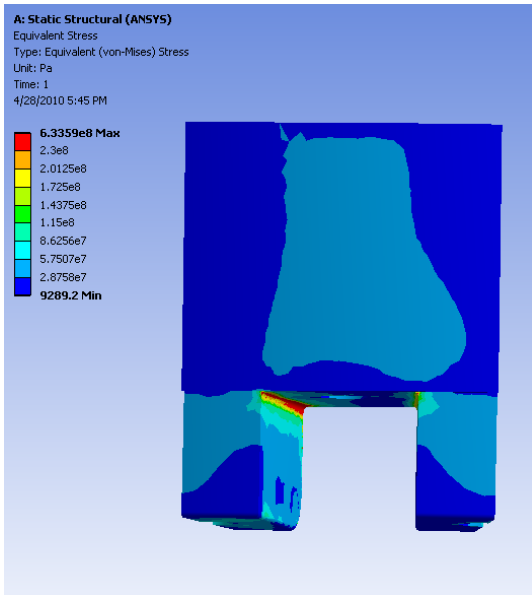 A: Static Structural (ANSYS)
Equivalent Stress
Type: Equivalent (von-Mises) Stress
Unit: Pa
Time: 1
4/28/2010 5:45 PM
6.3359e8 Max
2.3e8
2.0125e8
1.725e8
1.4375e8
1.15e8
8.6256e7
5.7507e7
2.8758e7
9289.2 Min